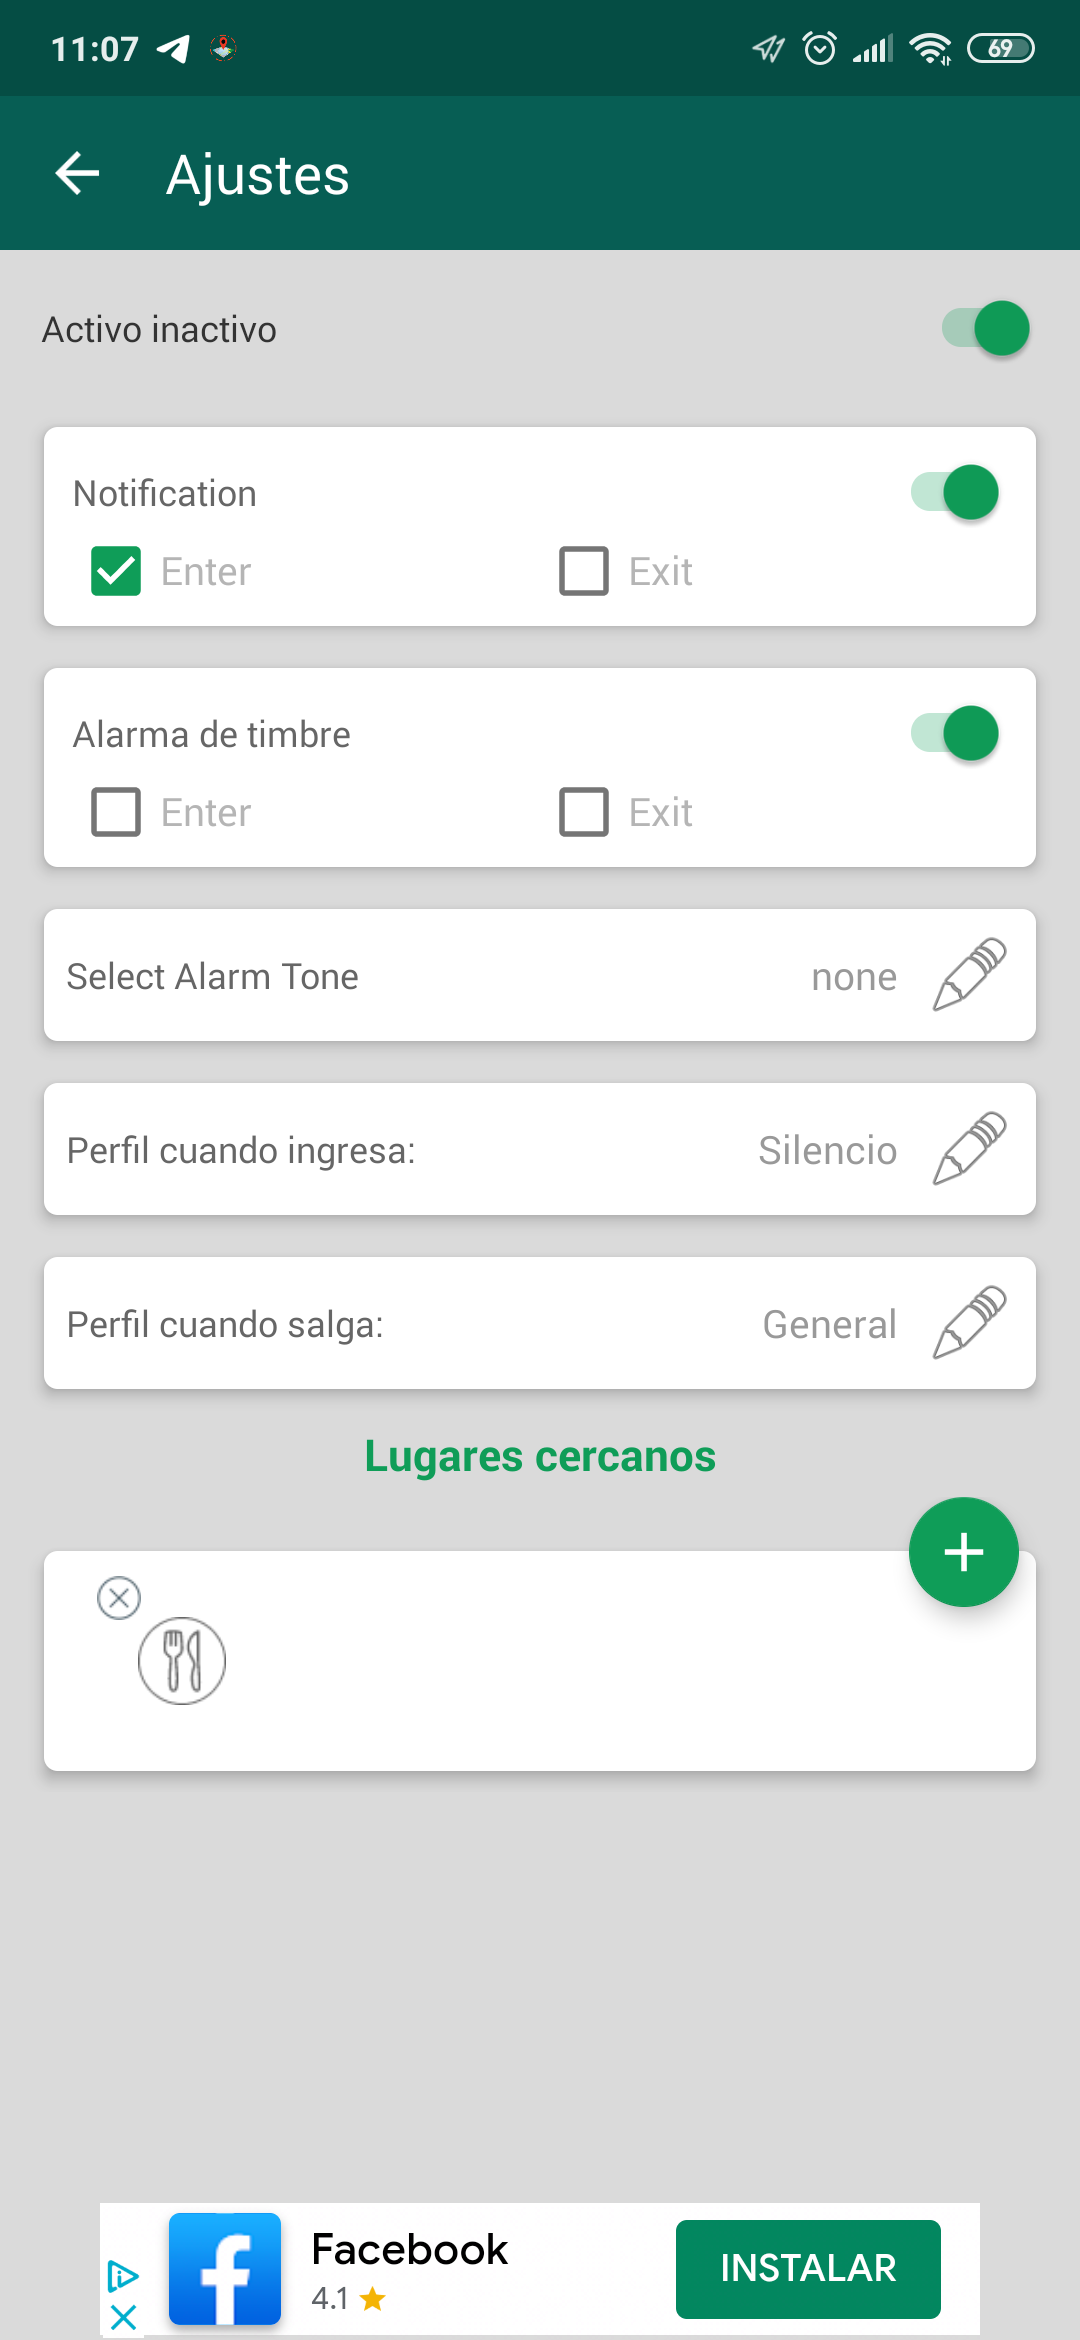 11:07
69
Ajustes
Activo inactivo
Notification
Enter Exit
Alarma de timbre
Enter Exit
Select Alarm Tone none
Perfil cuando ingresa: Silencio
Perfil cuando salga: General
Lugares cercanos
Facebook
4.1
INSTALAR